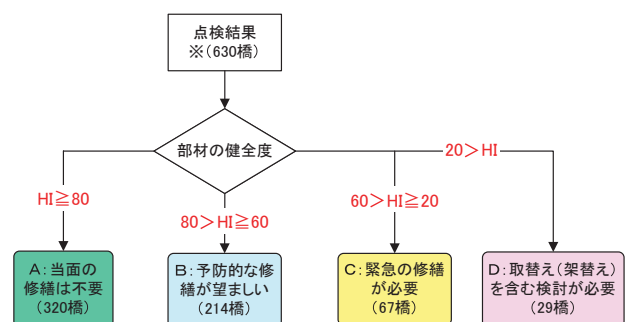 点検結果
※(630橋)
部材の健全度
20＞HI
HI≧80
80＞HI≧60
60＞HI≧20
A:当面の
修繕は不要
(320橋)
B:予防的な修
繕が望ましい
(214橋)
C:緊急の修繕
が必要
(67橋)
D:取替え(架替え)
を含む検討が必要
(29橋)